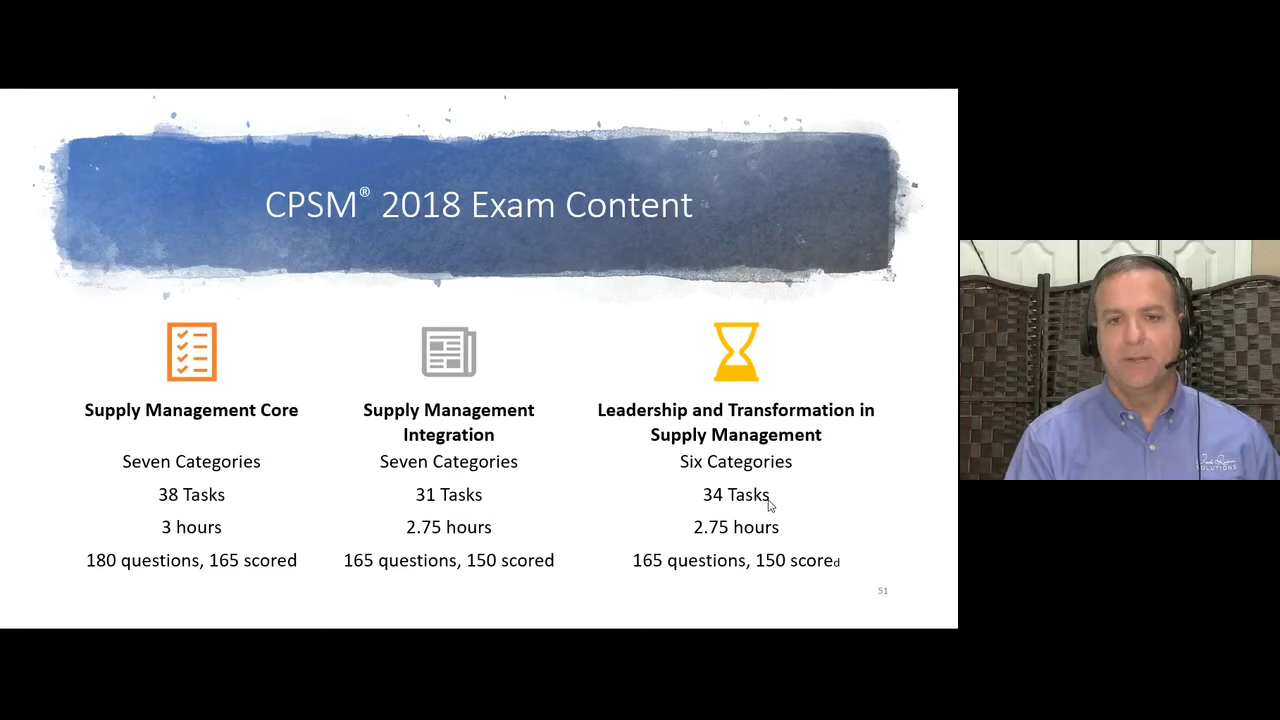 CPSM® 2018 Exam Content
Supply Management Core
Seven Categories
38 Tasks
3 hours
180 questions, 165 scored
Supply Management
Integration
Seven Categories
31 Tasks
2.75 hours
165 questions, 150 scored
Leadership and Transformation in
Supply Management
Six Categories
34 Tasks
2.75 hours
165 questions, 150 scored
51
SOLUTIONS